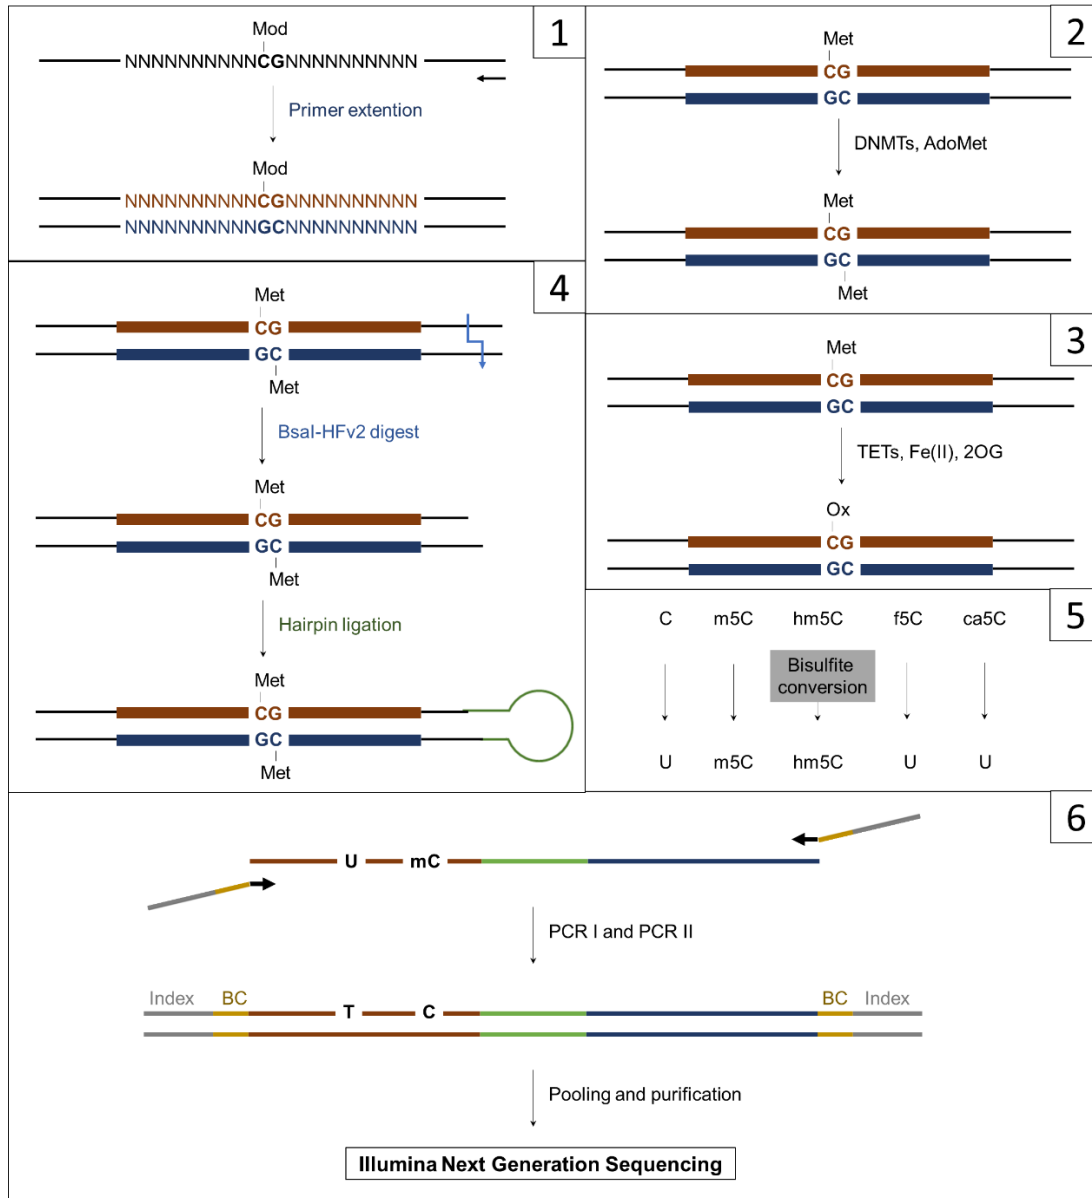 1
Mod
NNNNNNNNNNCGNNNNNNNNNN
Primer extention
Mod
NNNNNNNNNNCGNNNNNNNNNN
NNNNNNNNNNGCNNNNNNNNNN
2
Met
CG
GC
DNMTs, AdoMet
Met
CG
GC
Met
4
Met
CG
GC
Met
BsaI-HFv2 digest
Met
CG
GC
Met
Hairpin ligation
Met
CG
GC
Met
3
Met
CG
GC
TETs, Fe(II), 2OG
Ox
CG
GC
5
C m5C hm5C f5C ca5C
Bisulfite
conversion
U m5C hm5C U U
6
U mC
PCR I and PCR II
Index BC BC Index
T C
Pooling and purification
Illumina Next Generation Sequencing